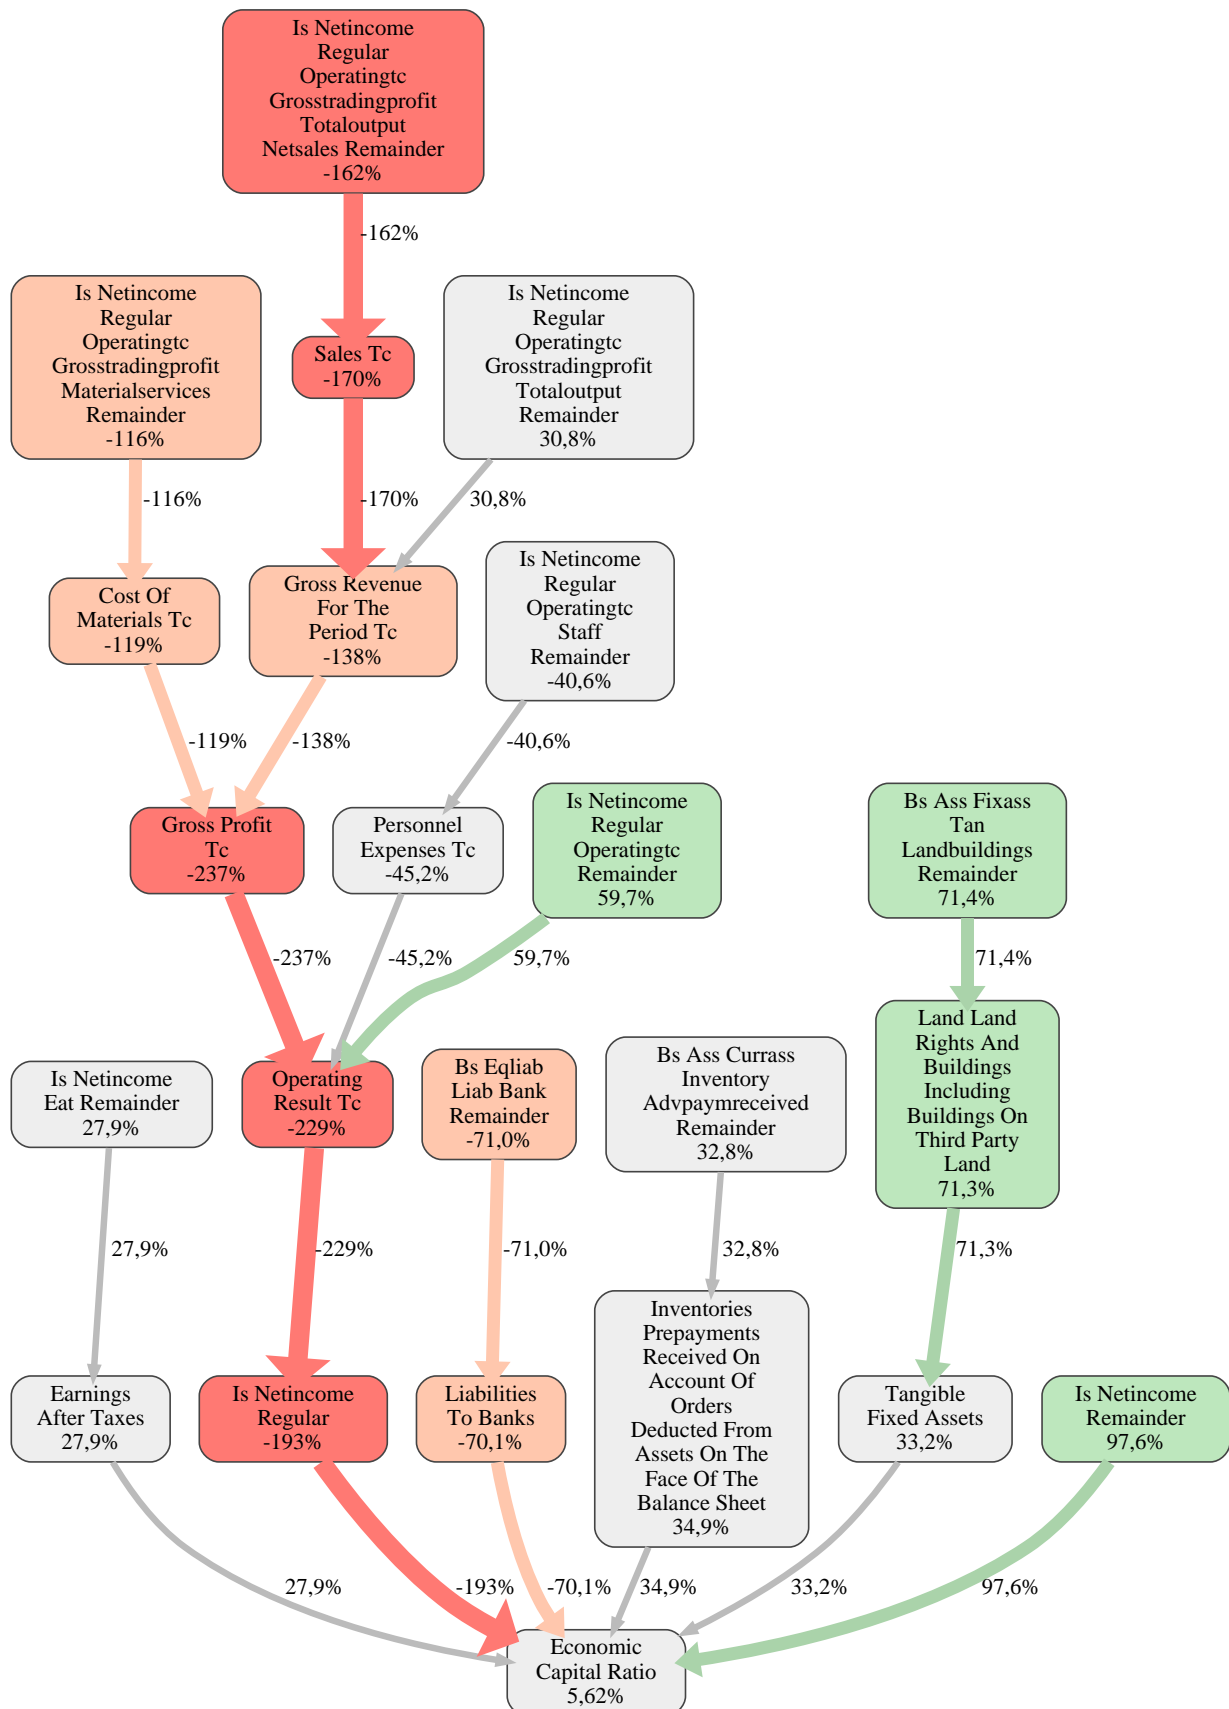 Is Netincome
Regular
Operatingtc
Grosstradingprofit
Totaloutput
Netsales Remainder
-162%
-162%
Is Netincome
Regular
Operatingtc
Grosstradingprofit
Materialservices
Remainder
-116%
Sales Tc
-170%
Is Netincome
Regular
Operatingtc
Grosstradingprofit
Totaloutput
Remainder
30,8%
-116%
-170%
30,8%
Cost Of
Materials Tc
-119%
Gross Revenue
For The
Period Tc
-138%
Is Netincome
Regular
Operatingtc
Staff
Remainder
-40,6%
-119%
-138%
-40,6%
Gross Profit
Tc
-237%
Personnel
Expenses Tc
-45,2%
Is Netincome
Regular
Operatingtc
Remainder
59,7%
Bs Ass Fixass
Tan
Landbuildings
Remainder
71,4%
-237%
-45,2%
59,7%
71,4%
Is Netincome
Eat Remainder
27,9%
Operating
Result Tc
-229%
Bs Eqliab
Liab Bank
Remainder
-71,0%
Bs Ass Currass
Inventory
Advpaymreceived
Remainder
32,8%
Land Land
Rights And
Buildings
Including
Buildings On
Third Party
Land
71,3%
27,9%
-229%
-71,0%
32,8%
71,3%
Earnings
After Taxes
27,9%
Is Netincome
Regular
-193%
Liabilities
To Banks
-70,1%
Inventories
Prepayments
Received On
Account Of
Orders
Deducted From
Assets On The
Face Of The
Balance Sheet
34,9%
Tangible
Fixed Assets
33,2%
Is Netincome
Remainder
97,6%
27,9%
-193%
-70,1%
34,9%
33,2%
97,6%
Economic
Capital Ratio
5,62%